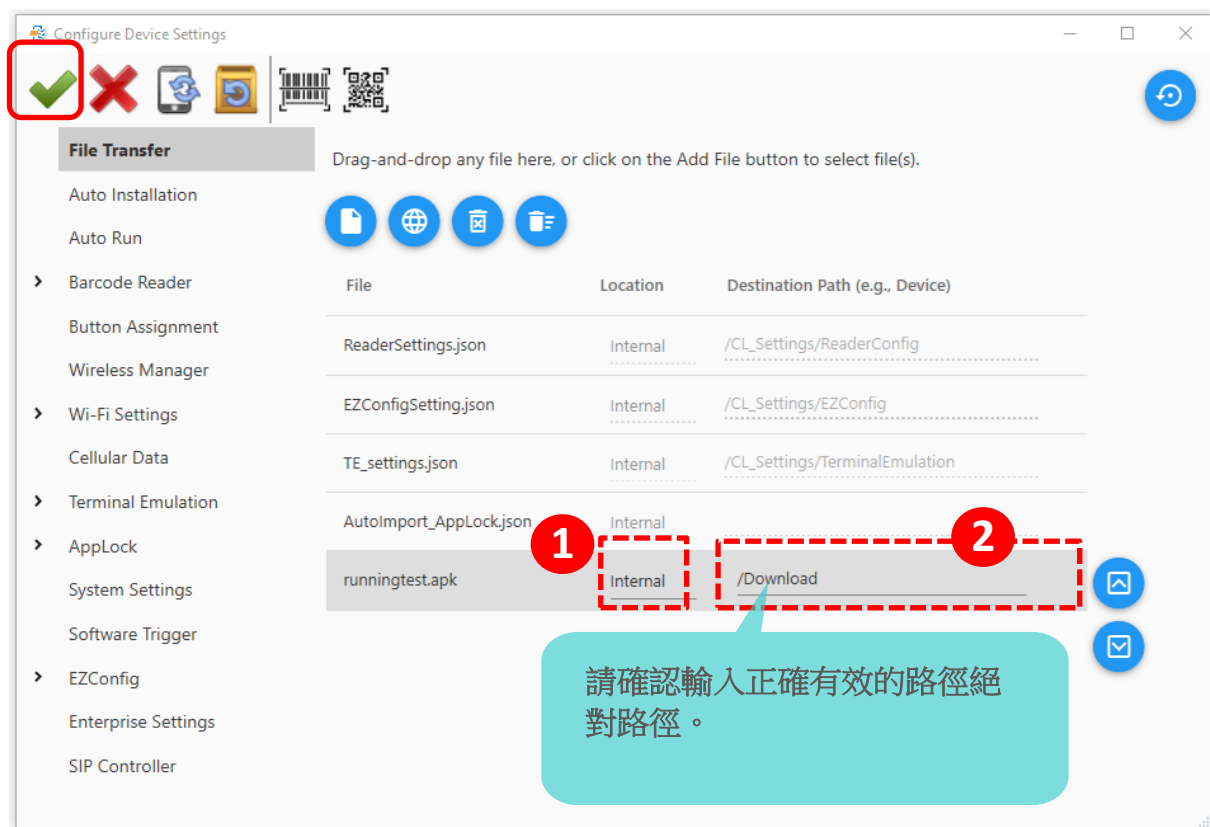 Configure Device Settings
File Transfer
Drag-and-drop any file here, or click on the Add File button to select file(s).
Auto Installation
Auto Run
Barcode Reader
File Location Destination Path (e.g., Device)
Button Assignment
ReaderSettings.json Internal /CL_Settings/ReaderConfig
Wireless Manager
EZConfigSetting.json Internal /CL_Settings/EZConfig
Wi-Fi Settings
Cellular Data
TE_settings.json Internal /CL_Settings/TerminalEmulation
Terminal Emulation
AutoImport_AppLock.json Internal
1
2
AppLock
runningtest.apk Internal /Download
System Settings
Software Trigger
EZConfig
Enterprise Settings
SIP Controller
請確認輸入正確有效的路徑絕
對路徑。